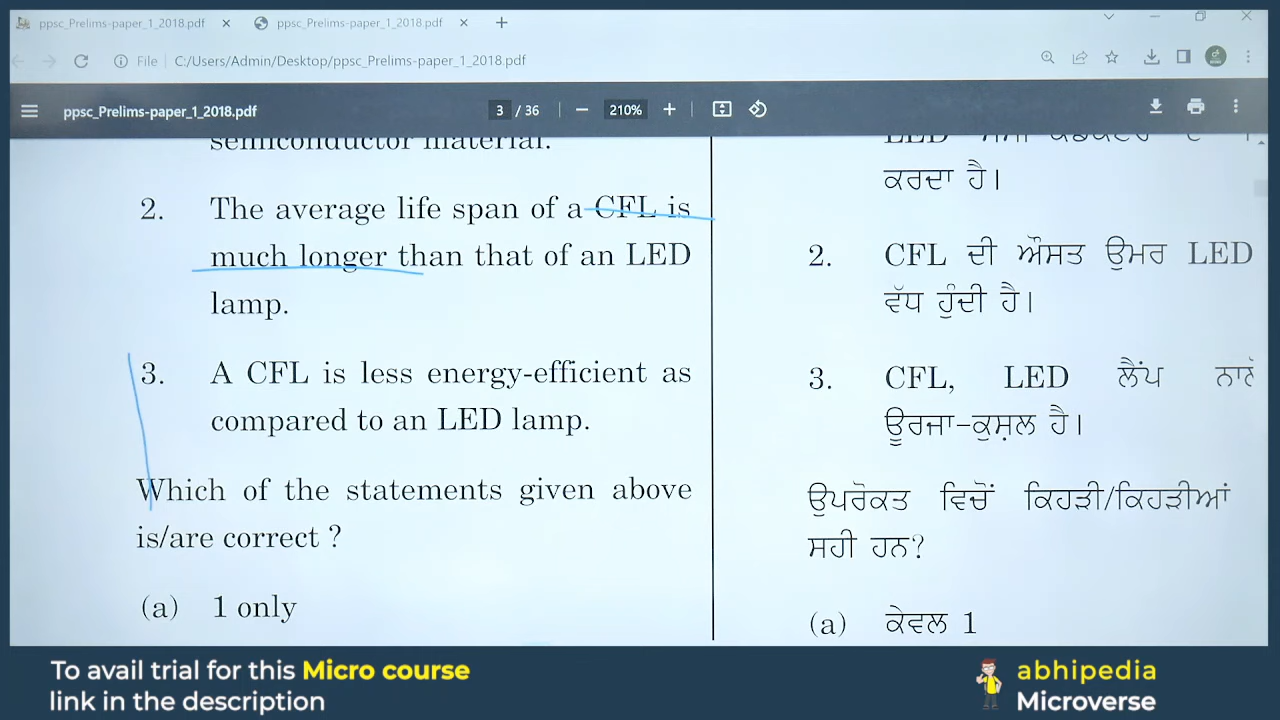 ppsc_Prelims-paper_1_2018.pdf
ppsc_Prelims-paper_1_2018.pdf
File
C:/Users/Admin/Desktop/ppsc_Prelims-paper_1_2018.pdf
ppsc_Prelims-paper_1_2018.pdf
3 / 36
210%
semiconductor material.
2. The average life span of a CFL is
much longer than that of an LED
lamp.
3. A CFL is less energy-efficient as
compared to an LED lamp.
Which of the statements given above
is/are correct ?
(a) 1 only
LED
ਕਰਦਾ ਹੈ।
2. CFL ਦੀ ਔਸਤ ਉਮਰ LED
ਵੱਧ ਹੁੰਦੀ ਹੈ।
3. CFL, LED ਲੈਂਪ ਨਾਲੋਂ
ਊਰਜਾ-ਕੁਸ਼ਲ ਹੈ।
ਉਪਰੋਕਤ ਵਿਚੋਂ ਕਿਹੜੀ/ਕਿਹੜੀਆਂ
ਸਹੀ ਹਨ?
(a) ਕੇਵਲ 1
To avail trial for this Micro course
link in the description
abhipedia
Microverse